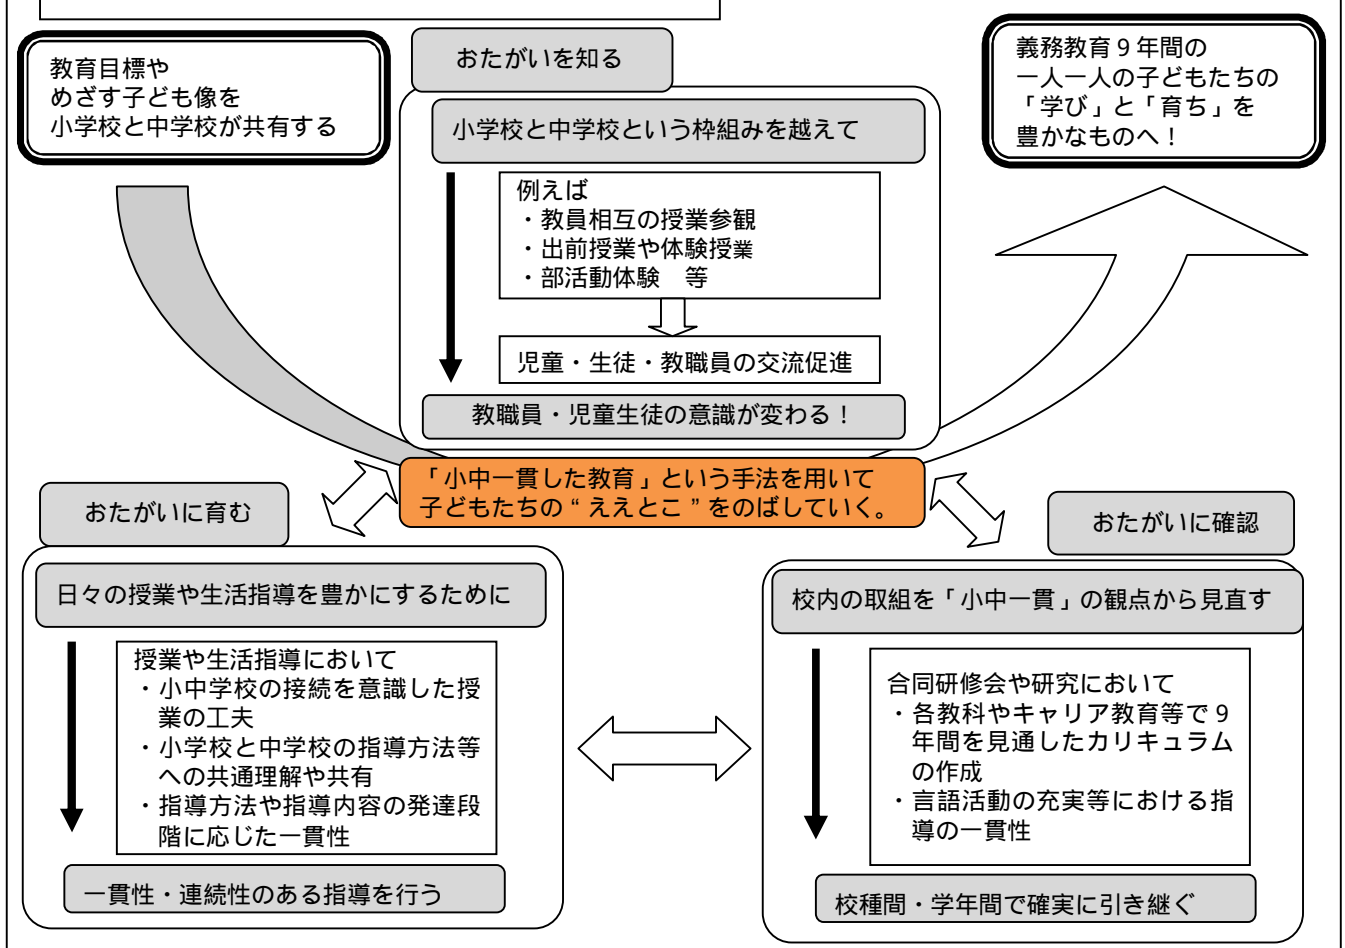 教育目標や
めざす子ども像を
小学校と中学校が共有する
おたがいを知る
小学校と中学校という枠組みを越えて
例えば
・教員相互の授業参観
・出前授業や体験授業
・部活動体験　等
児童・生徒・教職員の交流促進
教職員・児童生徒の意識が変わる！
義務教育９年間の
一人一人の子どもたちの
「学び」と「育ち」を
豊かなものへ！
「小中一貫した教育」という手法を用いて
子どもたちの“ええとこ”をのばしていく。
おたがいに育む
日々の授業や生活指導を豊かにするために
授業や生活指導において
・小中学校の接続を意識した授
業の工夫
・小学校と中学校の指導方法等
への共通理解や共有
・指導方法や指導内容の発達段
階に応じた一貫性
一貫性・連続性のある指導を行う
おたがいに確認
校内の取組を「小中一貫」の観点から見直す
合同研修会や研究において
・各教科やキャリア教育等で９
年間を見通したカリキュラム
の作成
・言語活動の充実等における指
導の一貫性
校種間・学年間で確実に引き継ぐ